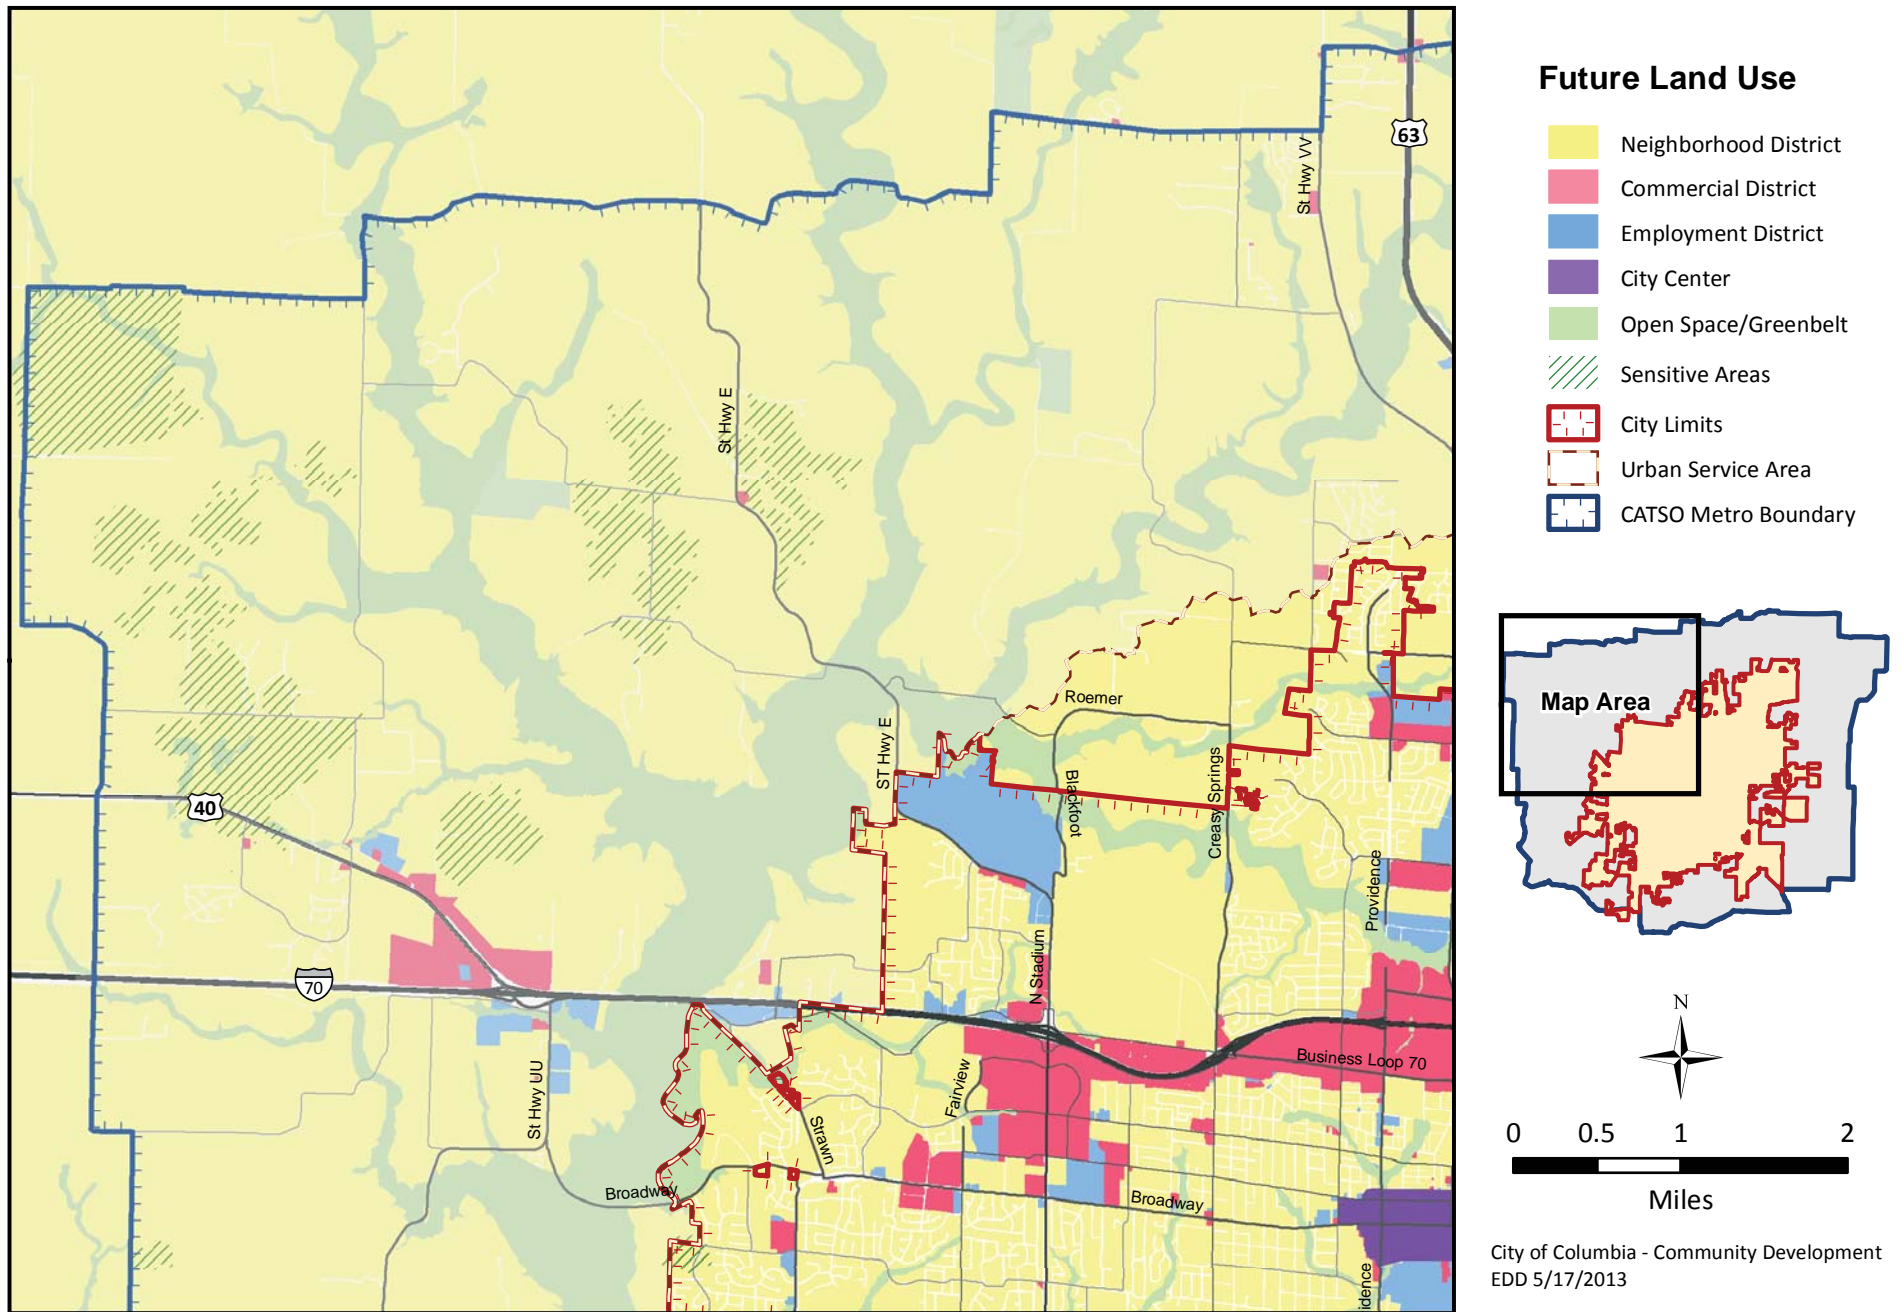 Future Land Use
Neighborhood District
Commercial District
Employment District
City Center
Open Space/Greenbelt
Sensitive Areas
City Limits
Urban Service Area
CATSO Metro Boundary
63
St Hwy VV
St Hwy E
Roemer
ST Hwy E
Blackfoot
Creasy Springs
40
Providence
N Stadium
70
Business Loop 70
Fairview
St Hwy UU
Strawn
Broadway
Broadway
idence
Map Area
N
0 0.5 1 2
Miles
City of Columbia - Community Development
EDD 5/17/2013